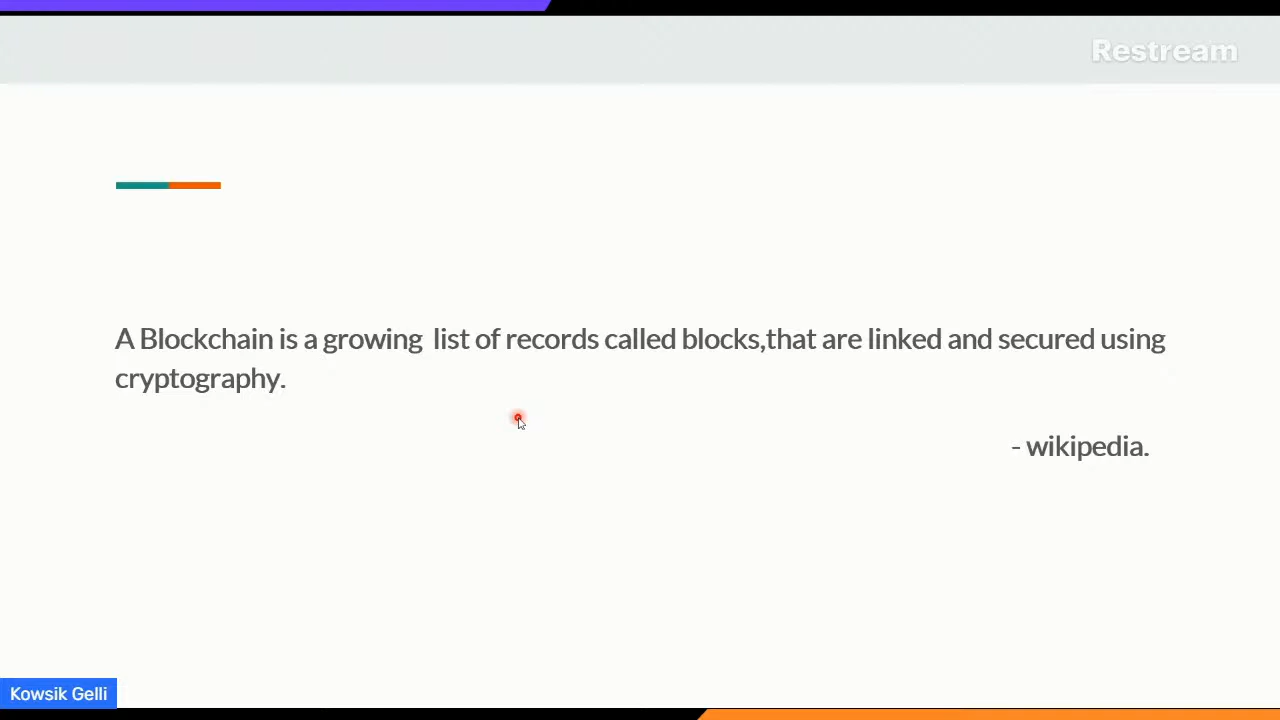 Restream
A Blockchain is a growing  list of records called blocks,that are linked and secured using
cryptography.
- wikipedia.
Kowsik Gelli